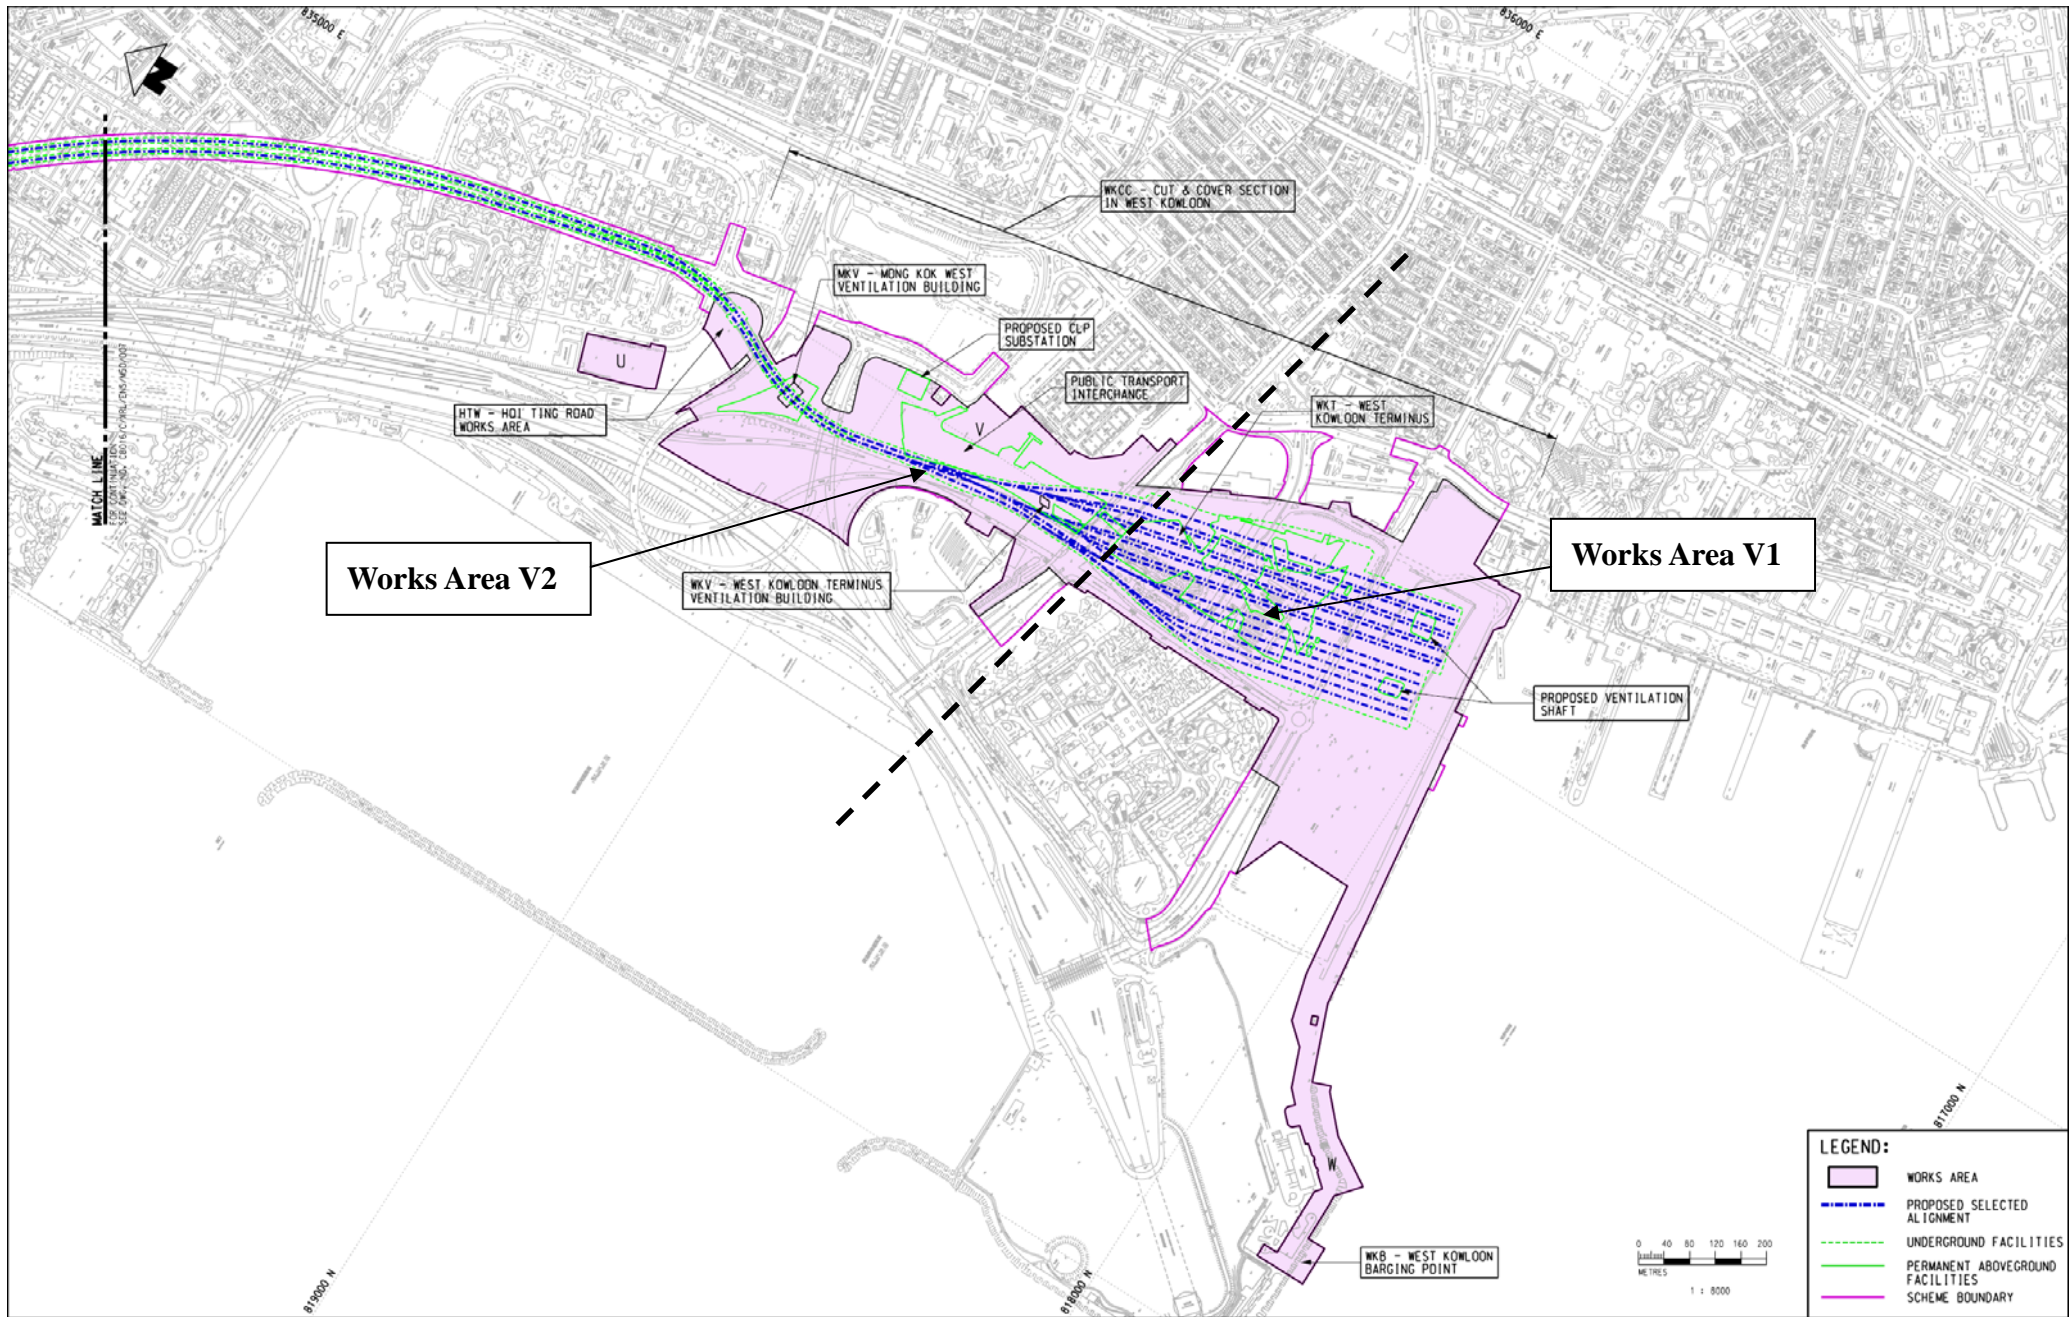 835000 E
836000 E
N
WKCC - CUT & COVER SECTION
IN WEST KOWLOON
MKV - MONG KOK WEST
VENTILATION BUILDING
PROPOSED CLP
SUBSTATION
PUBLIC TRANSPORT
INTERCHANGE
WKT - WEST
KOWLOON TERMINUS
U
V
HTW - HOI TING ROAD
WORKS AREA
MATCH LINE
FOR CONTINUATION
Works Area V2
Works Area V1
WKV - WEST KOWLOON TERMINUS
VENTILATION BUILDING
PROPOSED VENTILATION
SHAFT
W
WKB - WEST KOWLOON
BARGING POINT
819000 N
818000 N
817000 N
0 40 80 120 160 200
METRES
1 : 8000
LEGEND:
WORKS AREA
PROPOSED SELECTED
ALIGNMENT
UNDERGROUND FACILITIES
PERMANENT ABOVEGROUND
FACILITIES
SCHEME BOUNDARY